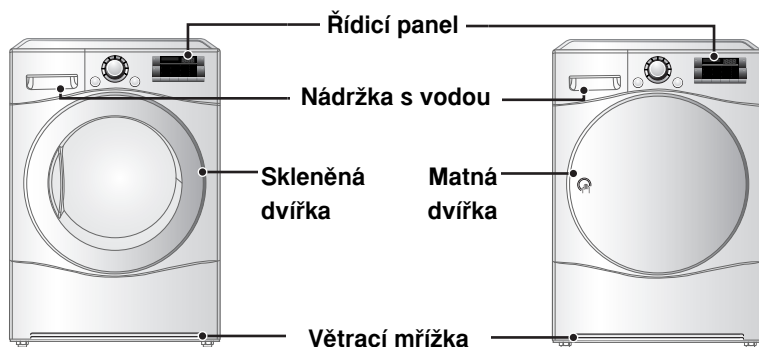 Řídicí panel
Nádržka s vodou
Skleněná
dvířka
Matná
dvířka
Větrací mřížka